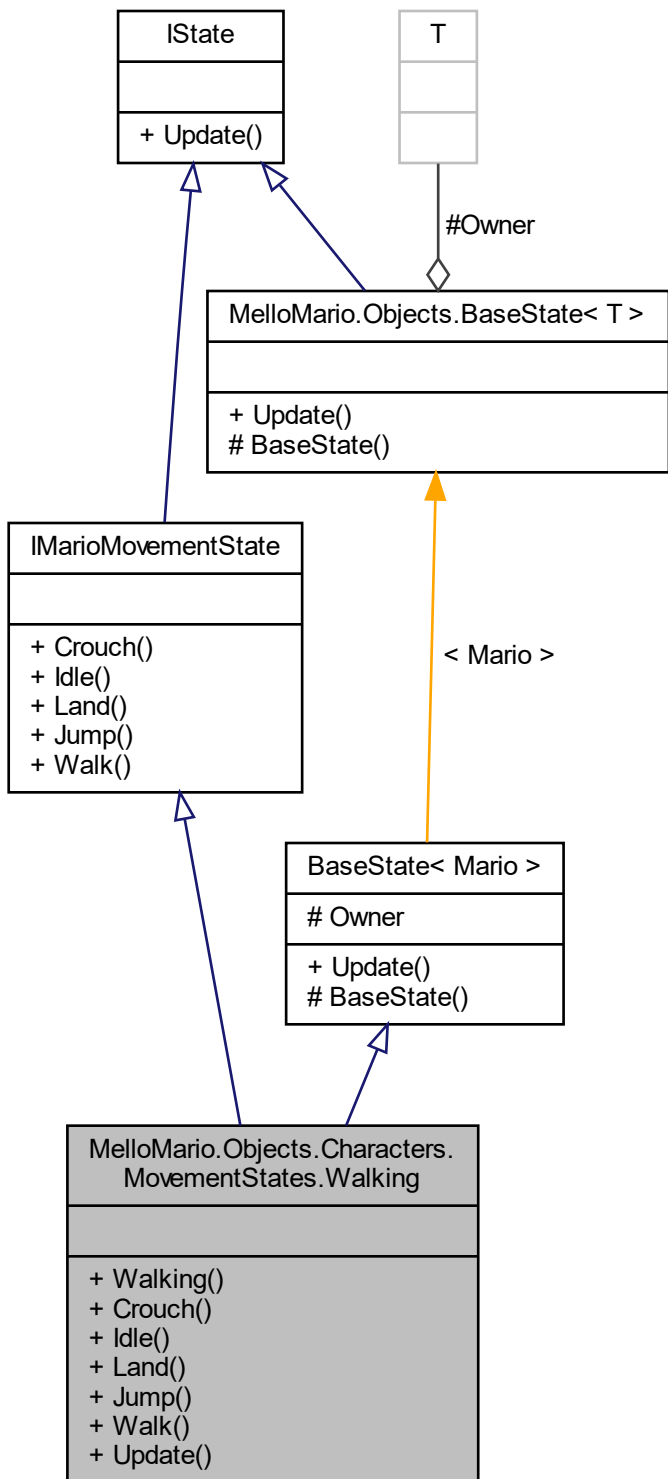 IState
+ Update()
T
#Owner
MelloMario.Objects.BaseState< T >
+ Update()
# BaseState()
IMarioMovementState
+ Crouch()
+ Idle()
+ Land()
+ Jump()
+ Walk()
< Mario >
BaseState< Mario >
# Owner
+ Update()
# BaseState()
MelloMario.Objects.Characters.
MovementStates.Walking
+ Walking()
+ Crouch()
+ Idle()
+ Land()
+ Jump()
+ Walk()
+ Update()